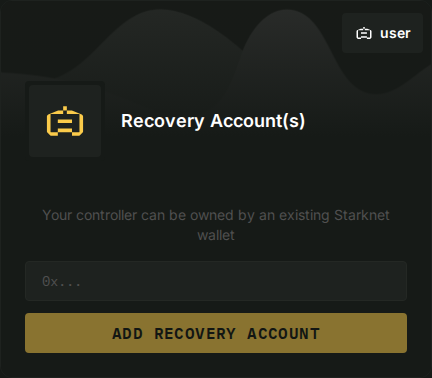 user
Recovery Account(s)
Your controller can be owned by an existing Starknet
wallet
0x...
ADD RECOVERY ACCOUNT